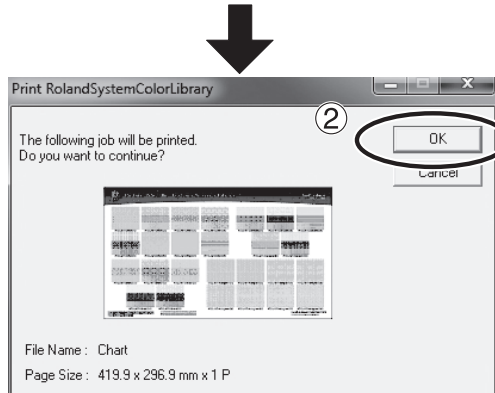 Print RolandSystemColorLibrary
②
The following job will be printed.
Do you want to continue?
OK
Cancel
File Name : Chart
Page Size : 419.9 x 296.9 mm x 1 P